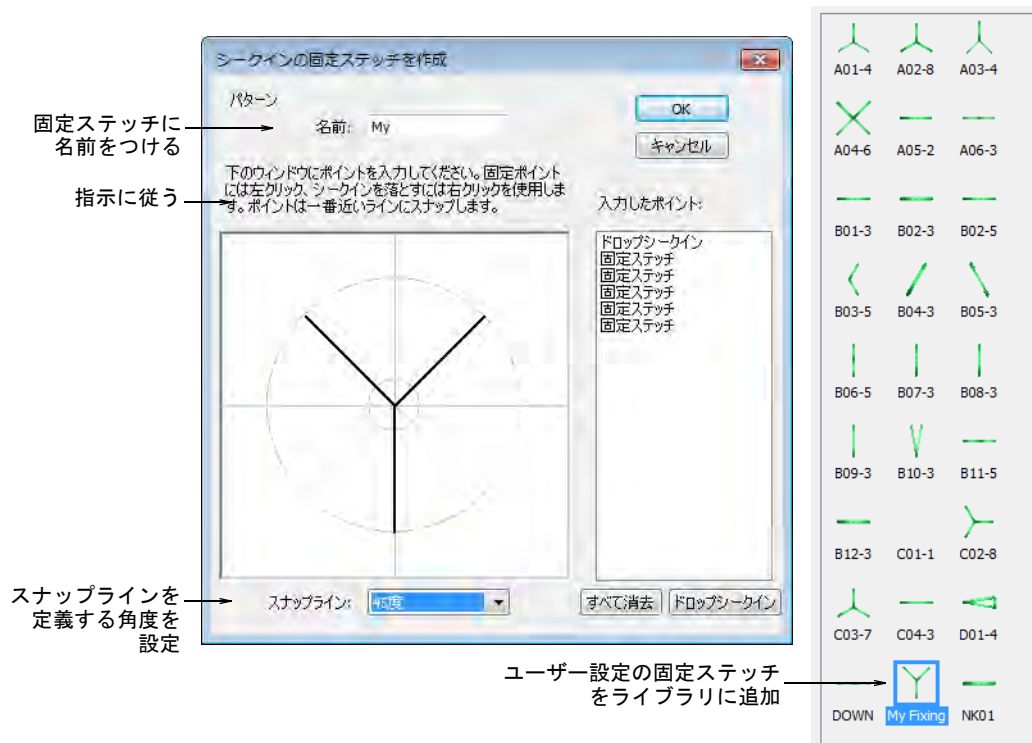 シークインの固定ステッチを作成
パターン
名前: My
OK
キャンセル
下のウィンドウにポイントを入力してください。固定ポイント
には左クリック、シークインを落とすには右クリックを使用しま
す。ポイントは一番近いラインにスナップします。
入力したポイント:
ドロップシークイン
固定ステッチ
固定ステッチ
固定ステッチ
固定ステッチ
固定ステッチ
スナップライン: 45度
すべて消去 ドロップシークイン
固定ステッチに
名前をつける
指示に従う
スナップラインを
定義する角度を
設定
ユーザー設定の固定ステッチ
をライブラリに追加
A01-4 A02-8 A03-4
A04-6 A05-2 A06-3
B01-3 B02-3 B02-5
B03-5 B04-3 B05-3
B06-5 B07-3 B08-3
B09-3 B10-3 B11-5
B12-3 C01-1 C02-8
C03-7 C04-3 D01-4
DOWN My Fixing NK01